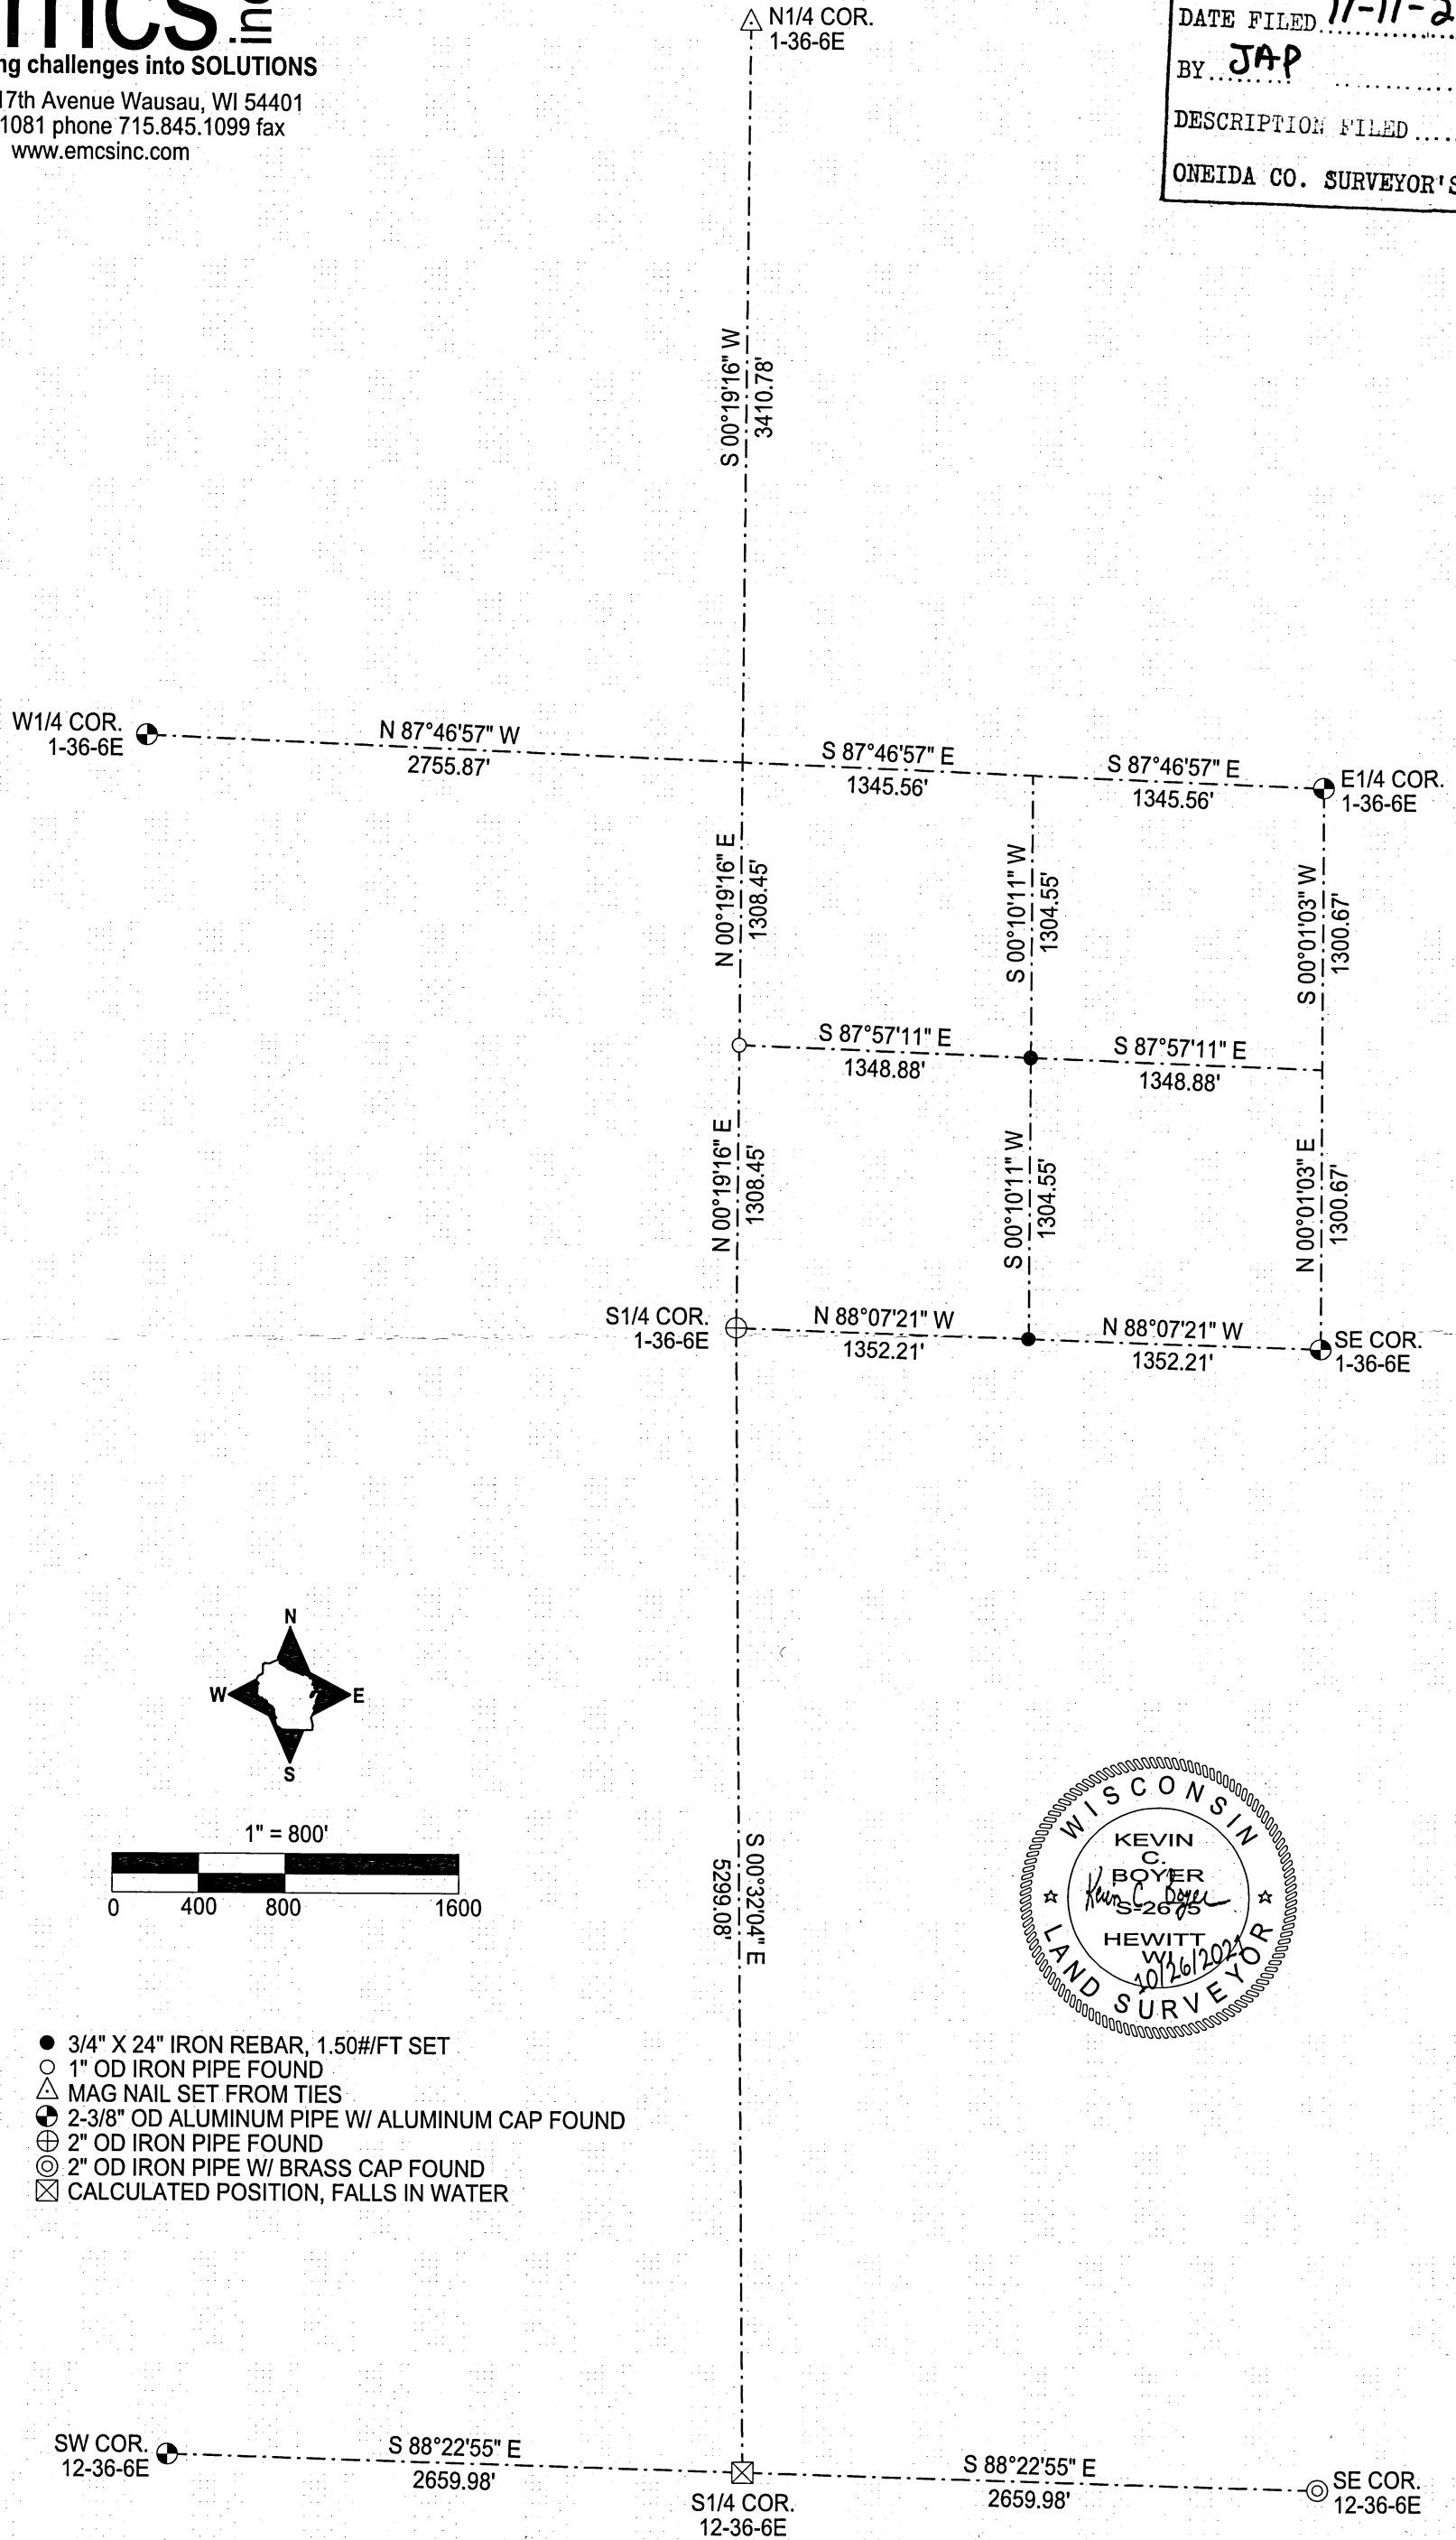 ng challenges into SOLUTIONS
17th Avenue Wausau, WI 54401
1081 phone 715.845.1099 fax
www.emcsinc.com
DATE FILED
BY JAP
DESCRIPTION FILED
ONEIDA CO. SURVEYOR'S
N1/4 COR.
1-36-6E
S 00°19'16" W
3410.78'
W1/4 COR.
1-36-6E
N 87°46'57" W
2755.87'
S 87°46'57" E
1345.56'
S 87°46'57" E
1345.56'
E1/4 COR.
1-36-6E
N 00°19'16" E
1308.45'
S 00°10'11" W
1304.55'
S 00°01'03" W
1300.67'
S 87°57'11" E
1348.88'
S 87°57'11" E
1348.88'
N 00°19'16" E
1308.45'
S 00°10'11" W
1304.55'
N 00°01'03" E
1300.67'
S1/4 COR.
1-36-6E
N 88°07'21" W
1352.21'
N 88°07'21" W
1352.21'
SE COR.
1-36-6E
N
W E
S
1" = 800'
0 400 800 1600
S 00°32'04" E
5299.08'
WISCONSIN
KEVIN
C.
BOYER
Kevin C Boyer
S-2675
HEWITT
WI
10/26/2021
LAND SURVEYOR
3/4" X 24" IRON REBAR, 1.50#/FT SET
1" OD IRON PIPE FOUND
MAG NAIL SET FROM TIES
2-3/8" OD ALUMINUM PIPE W/ ALUMINUM CAP FOUND
2" OD IRON PIPE FOUND
2" OD IRON PIPE W/ BRASS CAP FOUND
CALCULATED POSITION, FALLS IN WATER
SW COR.
12-36-6E
S 88°22'55" E
2659.98'
S1/4 COR.
12-36-6E
S 88°22'55" E
2659.98'
SE COR.
12-36-6E